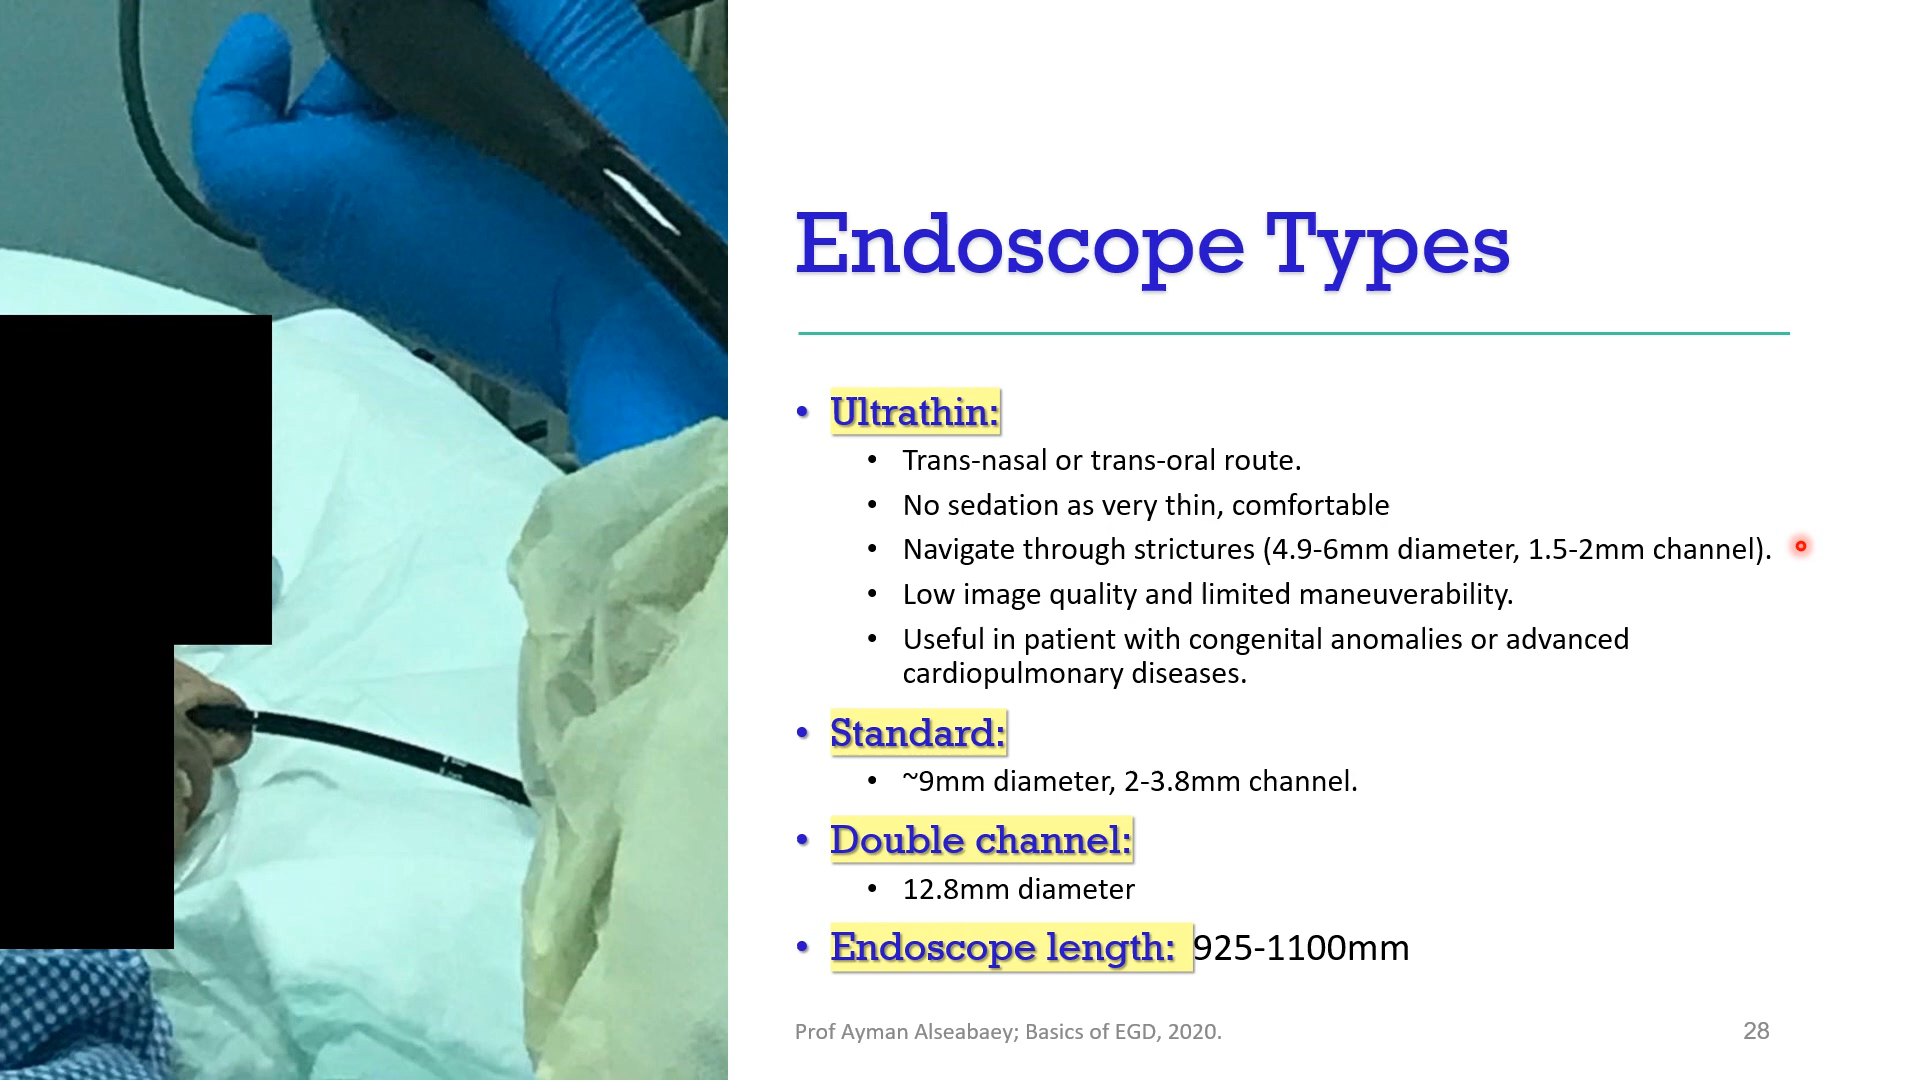 Endoscope Types
• Ultrathin:
• Trans-nasal or trans-oral route.
• No sedation as very thin, comfortable
• Navigate through strictures (4.9-6mm diameter, 1.5-2mm channel).
• Low image quality and limited maneuverability.
• Useful in patient with congenital anomalies or advanced
cardiopulmonary diseases.
• Standard:
• ~9mm diameter, 2-3.8mm channel.
• Double channel:
• 12.8mm diameter
• Endoscope length: 925-1100mm
Prof Ayman Alseabaey; Basics of EGD, 2020.
28